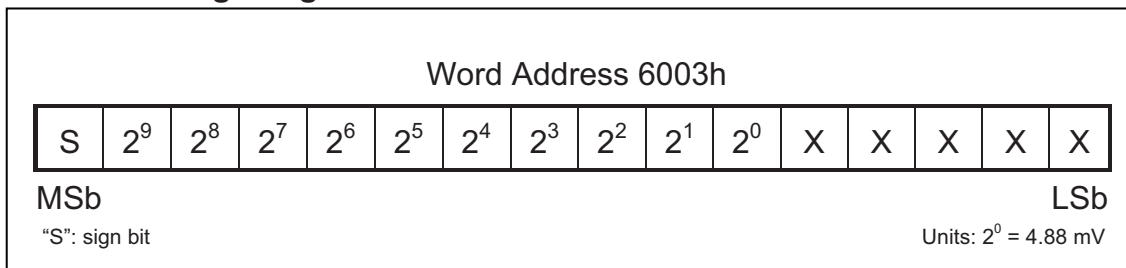 Word Address 6003h
S 2⁹ 2⁸ 2⁷ 2⁶ 2⁵ 2⁴ 2³ 2² 2¹ 2⁰ X X X X X
MSb LSb
“S”: sign bit Units: 2⁰ = 4.88 mV